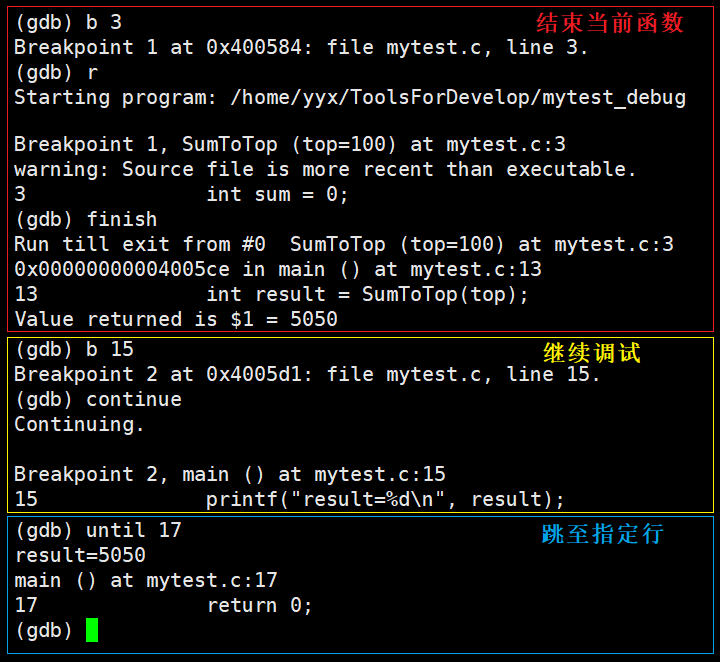 (gdb) b 3
结束当前函数
Breakpoint 1 at 0x400584: file mytest.c, line 3.
(gdb) r
Starting program: /home/yyx/ToolsForDevelop/mytest_debug
Breakpoint 1, SumToTop (top=100) at mytest.c:3
warning: Source file is more recent than executable.
3 int sum = 0;
(gdb) finish
Run till exit from #0 SumToTop (top=100) at mytest.c:3
0x00000000004005ce in main () at mytest.c:13
13 int result = SumToTop(top);
Value returned is $1 = 5050
(gdb) b 15
继续调试
Breakpoint 2 at 0x4005d1: file mytest.c, line 15.
(gdb) continue
Continuing.
Breakpoint 2, main () at mytest.c:15
15 printf("result=%d\n", result);
(gdb) until 17
跳至指定行
result=5050
main () at mytest.c:17
17 return 0;
(gdb)